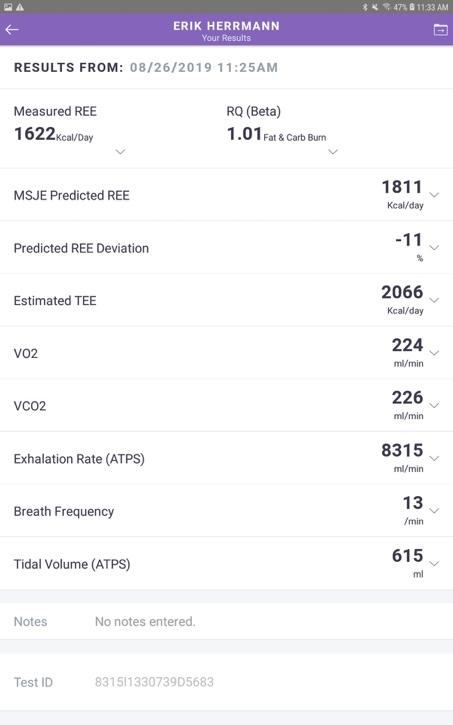 47% 11:33 AM
ERIK HERRMANN
Your Results
RESULTS FROM: 08/26/2019 11:25AM
Measured REE RQ (Beta)
1622Kcal/Day 1.01Fat & Carb Burn
MSJE Predicted REE 1811
Kcal/day
Predicted REE Deviation -11
%
Estimated TEE 2066
Kcal/day
VO2 224
ml/min
VCO2 226
ml/min
Exhalation Rate (ATPS) 8315
ml/min
Breath Frequency 13
/min
Tidal Volume (ATPS) 615
ml
Notes No notes entered.
Test ID 8315I1330739D5683